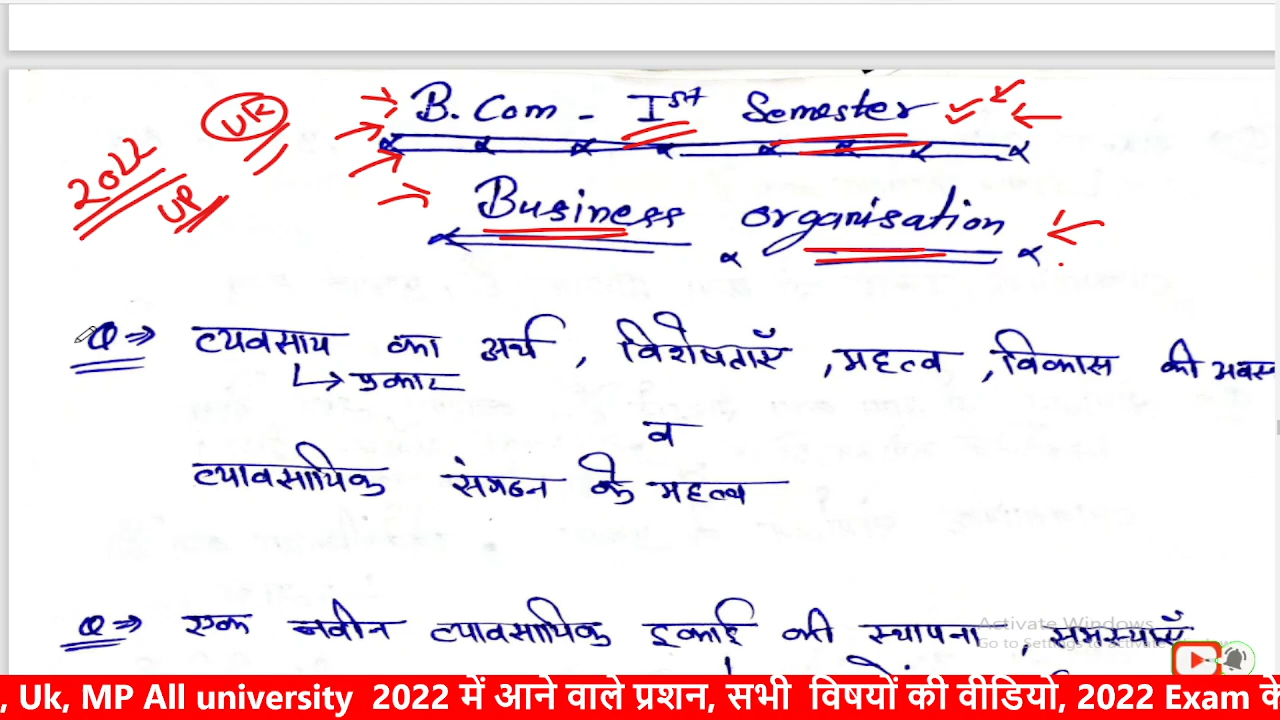 B.Com - Ist Semester
UK
2022
UP
Business organisation
Q ⇒ व्यवसाय का अर्थ , विशेषताएँ , महत्व , विकास की अवस्
↳ प्रकार
व
व्यावसायिक संगठन के महत्व
Q ⇒ एक नवीन व्यावसायिक इकाई की स्थापना , समस्याएँ
Activate Windows
Go to Settings to activate Windows.
, Uk, MP All university 2022 में आने वाले प्रशन, सभी विषयों की वीडियो, 2022 Exam के